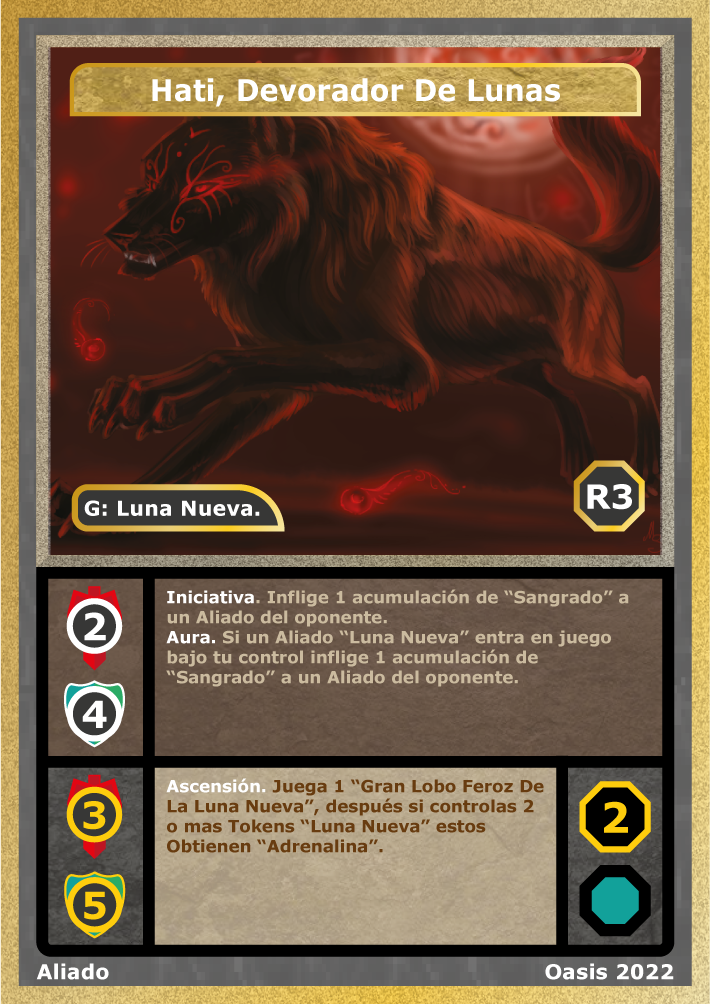 Hati, Devorador De Lunas
G: Luna Nueva.
R3
2
4
Iniciativa. Inflige 1 acumulación de “Sangrado” a
un Aliado del oponente.
Aura. Si un Aliado “Luna Nueva” entra en juego
bajo tu control inflige 1 acumulación de
“Sangrado” a un Aliado del oponente.
3
5
Ascensión. Juega 1 “Gran Lobo Feroz De
La Luna Nueva”, después si controlas 2
o mas Tokens “Luna Nueva” estos
Obtienen “Adrenalina”.
2
Aliado
Oasis 2022